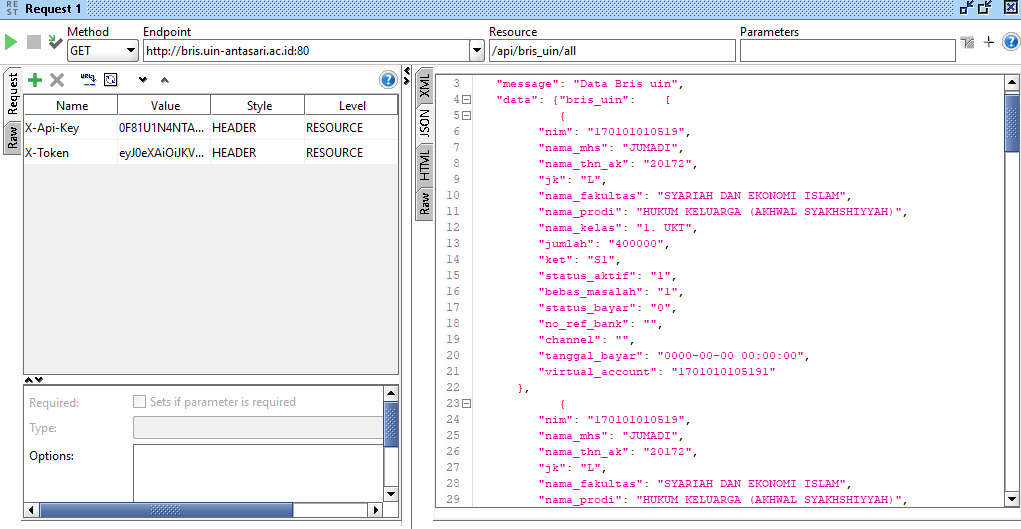 REST Request 1
Method Endpoint Resource Parameters
GET http://bris.uin-antasari.ac.id:80 /api/bris_uin/all
Request
Raw
Name Value Style Level
X-Api-Key 0F81U1N4NTA... HEADER RESOURCE
X-Token eyJ0eXAiOiJKV... HEADER RESOURCE
Required: Sets if parameter is required
Type:
Options:
XML
JSON
HTML
Raw
3 "message": "Data Bris uin",
4 "data": {"bris_uin": [
5 {
6 "nim": "170101010519",
7 "nama_mhs": "JUMADI",
8 "nama_thn_ak": "20172",
9 "jk": "L",
10 "nama_fakultas": "SYARIAH DAN EKONOMI ISLAM",
11 "nama_prodi": "HUKUM KELUARGA (AKHWAL SYAKHSHIYYAH)",
12 "nama_kelas": "1. UKT",
13 "jumlah": "400000",
14 "ket": "S1",
15 "status_aktif": "1",
16 "bebas_masalah": "1",
17 "status_bayar": "0",
18 "no_ref_bank": "",
19 "channel": "",
20 "tanggal_bayar": "0000-00-00 00:00:00",
21 "virtual_account": "1701010105191"
22 },
23 {
24 "nim": "170101010519",
25 "nama_mhs": "JUMADI",
26 "nama_thn_ak": "20172",
27 "jk": "L",
28 "nama_fakultas": "SYARIAH DAN EKONOMI ISLAM",
29 "nama_prodi": "HUKUM KELUARGA (AKHWAL SYAKHSHIYYAH)",